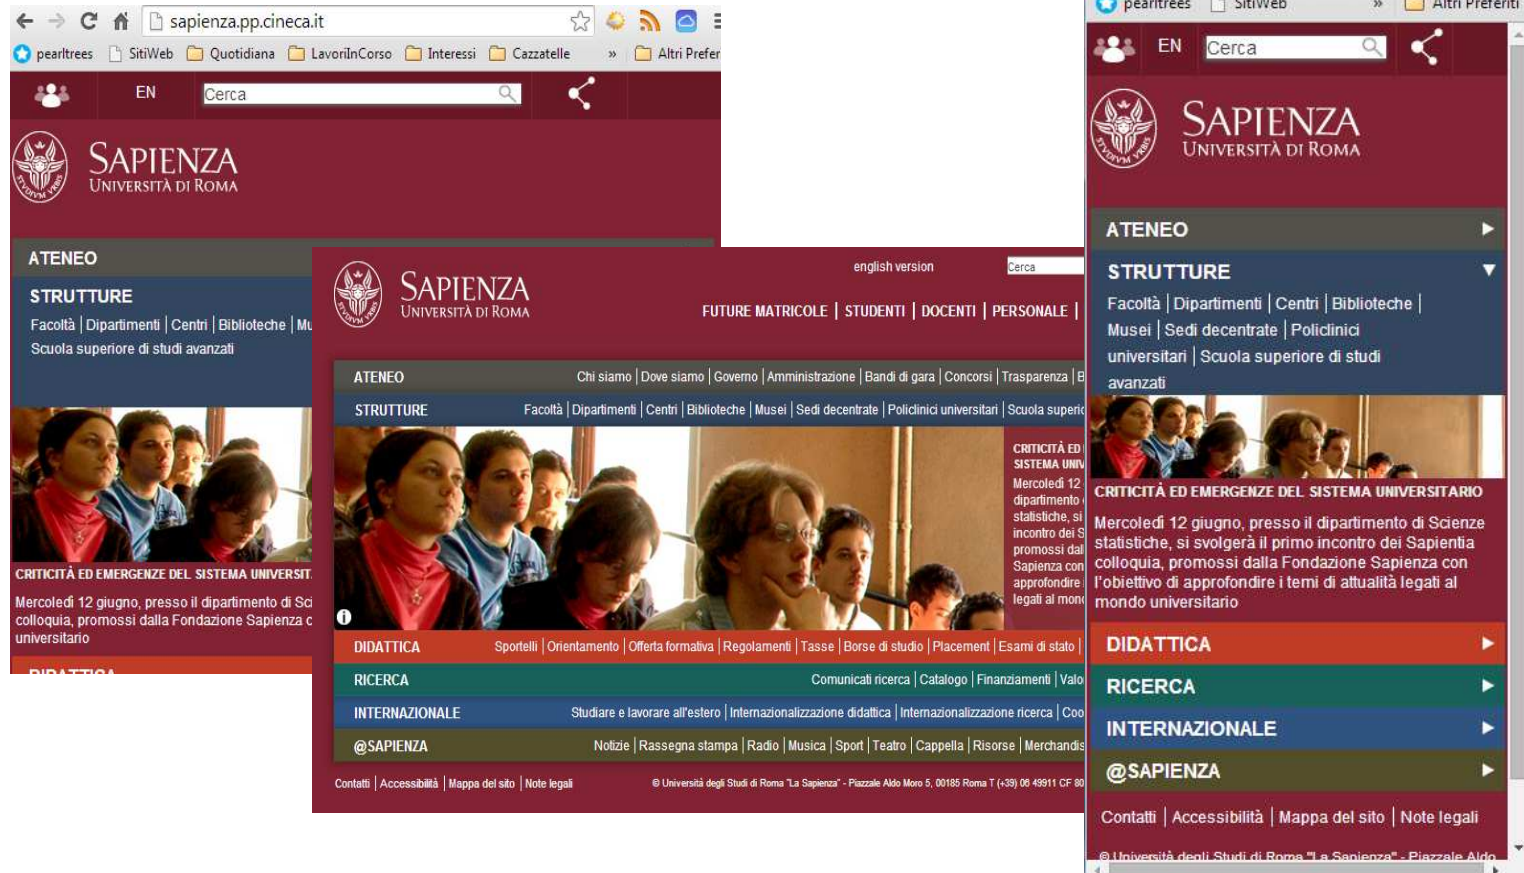 sapienza.pp.cineca.it
pearltrees SitiWeb Quotidiana LavoriInCorso Interessi Cazzatelle » Altri Prefer
EN Cerca
SAPIENZA
UNIVERSITÀ DI ROMA
ATENEO
STRUTTURE
Facoltà | Dipartimenti | Centri | Biblioteche | Mu
Scuola superiore di studi avanzati
CRITICITÀ ED EMERGENZE DEL SISTEMA UNIVERSIT
Mercoledì 12 giugno, presso il dipartimento di Sci
colloquia, promossi dalla Fondazione Sapienza c
universitario
DIDATTICA
SAPIENZA
UNIVERSITÀ DI ROMA
english version Cerca
FUTURE MATRICOLE | STUDENTI | DOCENTI | PERSONALE |
ATENEO Chi siamo | Dove siamo | Governo | Amministrazione | Bandi di gara | Concorsi | Trasparenza | B
STRUTTURE Facoltà | Dipartimenti | Centri | Biblioteche | Musei | Sedi decentrate | Policlinici universitari | Scuola superio
CRITICITÀ ED
SISTEMA UNIV
Mercoledì 12
dipartimento
statistiche, si
incontro dei S
promossi dal
Sapienza con
approfondire
legati al mon
DIDATTICA Sportelli | Orientamento | Offerta formativa | Regolamenti | Tasse | Borse di studio | Placement | Esami di stato |
RICERCA Comunicati ricerca | Catalogo | Finanziamenti | Valo
INTERNAZIONALE Studiare e lavorare all'estero | Internazionalizzazione didattica | Internazionalizzazione ricerca | Coo
@SAPIENZA Notizie | Rassegna stampa | Radio | Musica | Sport | Teatro | Cappella | Risorse | Merchandis
Contatti | Accessibilità | Mappa del sito | Note legali © Università degli Studi di Roma "La Sapienza" - Piazzale Aldo Moro 5, 00185 Roma T (+39) 06 49911 CF 80
pearltrees SitiWeb » Altri Preferiti
EN Cerca
SAPIENZA
UNIVERSITÀ DI ROMA
ATENEO
STRUTTURE
Facoltà | Dipartimenti | Centri | Biblioteche |
Musei | Sedi decentrate | Policlinici
universitari | Scuola superiore di studi
avanzati
CRITICITÀ ED EMERGENZE DEL SISTEMA UNIVERSITARIO
Mercoledì 12 giugno, presso il dipartimento di Scienze
statistiche, si svolgerà il primo incontro dei Sapientia
colloquia, promossi dalla Fondazione Sapienza con
l'obiettivo di approfondire i temi di attualità legati al
mondo universitario
DIDATTICA
RICERCA
INTERNAZIONALE
@SAPIENZA
Contatti | Accessibilità | Mappa del sito | Note legali
© Università degli Studi di Roma "La Sapienza" - Piazzale Aldo